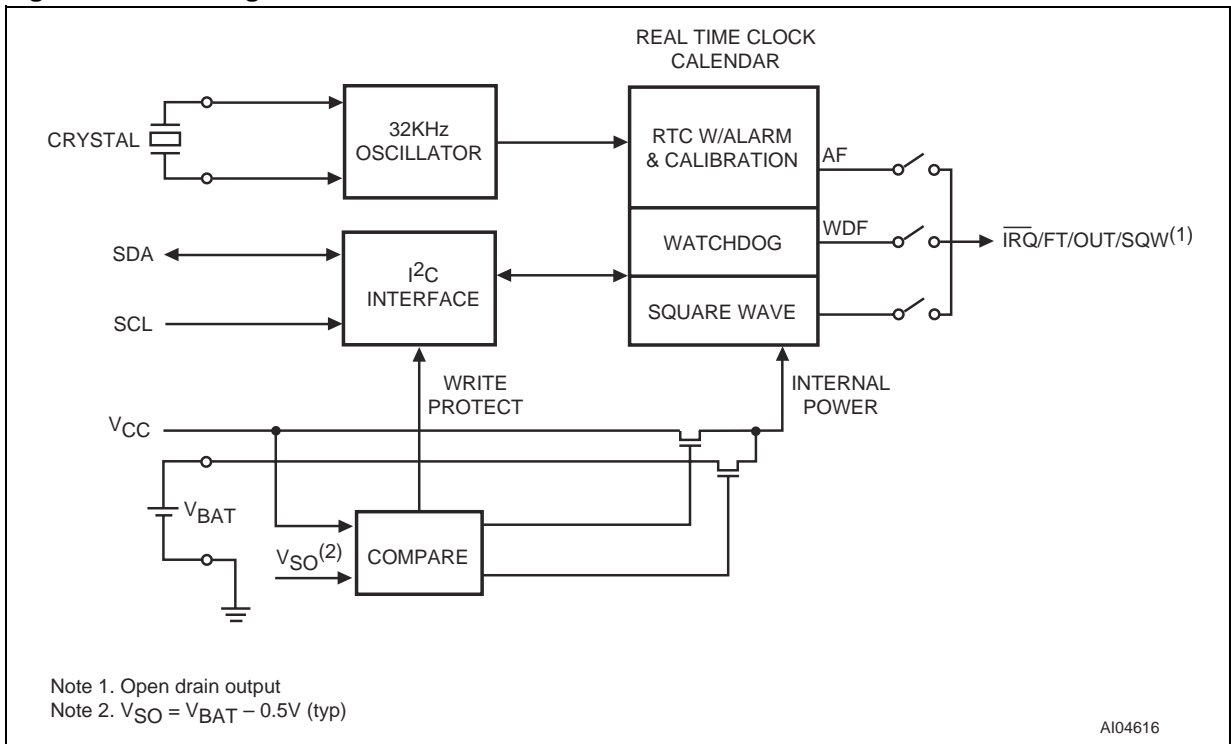 REAL TIME CLOCK
CALENDAR
CRYSTAL
32KHz
OSCILLATOR
RTC W/ALARM
& CALIBRATION
AF
WATCHDOG
WDF
IRQ/FT/OUT/SQW(1)
SDA
I2C
INTERFACE
SCL
SQUARE WAVE
WRITE
PROTECT
INTERNAL
POWER
VCC
VBAT
VSO(2)
COMPARE
Note 1. Open drain output
Note 2. VSO = VBAT – 0.5V (typ)
AI04616